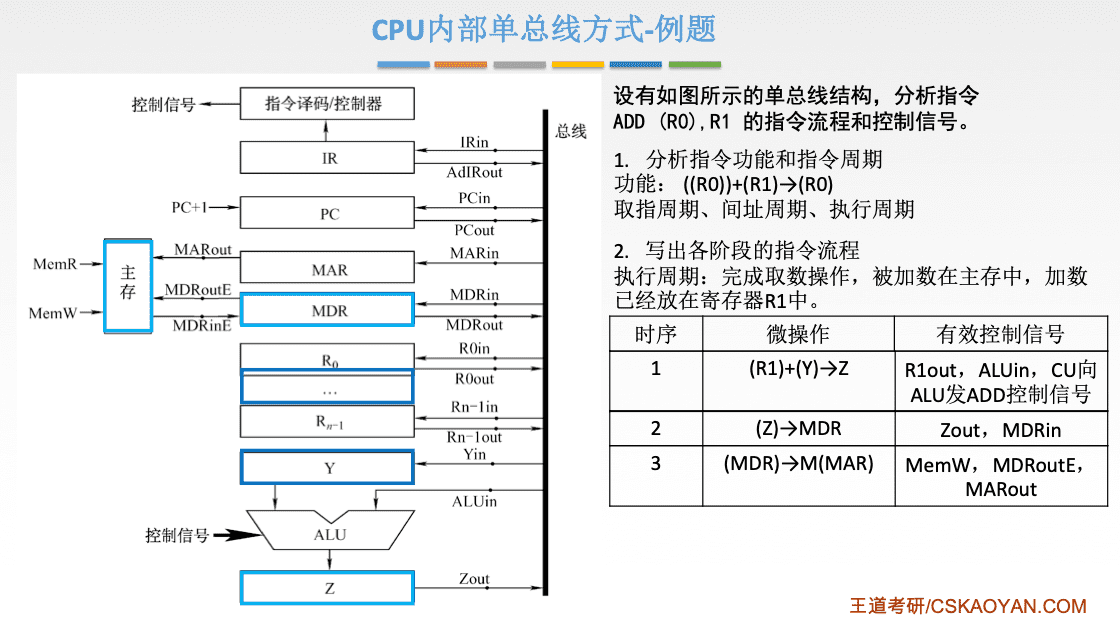 CPU内部单总线方式-例题
控制信号
指令译码/控制器
总线
IR
IRin
AdIRout
PC+1
PC
PCin
PCout
MemR
MemW
主存
MARout
MAR
MARin
MDRoutE
MDRinE
MDR
MDRin
MDRout
R0
R0in
R0out
…
Rn-1
Rn-1in
Rn-1out
Y
Yin
ALUin
控制信号
ALU
Z
Zout
设有如图所示的单总线结构，分析指令
ADD (R0),R1 的指令流程和控制信号。
1. 分析指令功能和指令周期
功能： ((R0))+(R1)→(R0)
取指周期、间址周期、执行周期
2. 写出各阶段的指令流程
执行周期：完成取数操作，被加数在主存中，加数
已经放在寄存器R1中。
时序 微操作 有效控制信号
1 (R1)+(Y)→Z R1out，ALUin，CU向
ALU发ADD控制信号
2 (Z)→MDR Zout，MDRin
3 (MDR)→M(MAR) MemW，MDRoutE，
MARout
王道考研/CSKAOYAN.COM